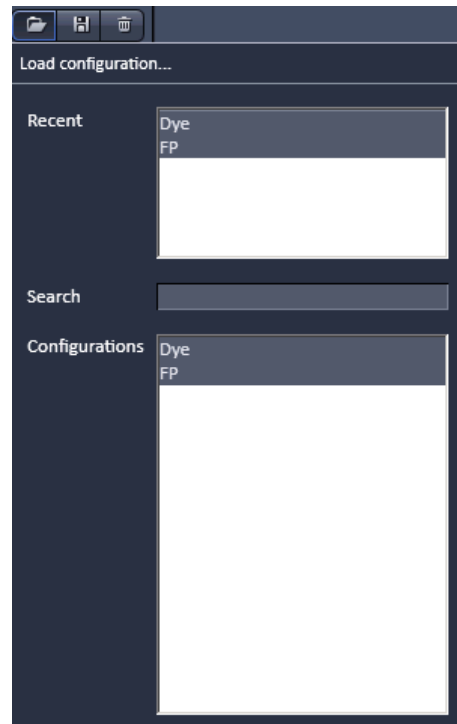 Load configuration...
Recent
Dye
FP
Search
Configurations
Dye
FP